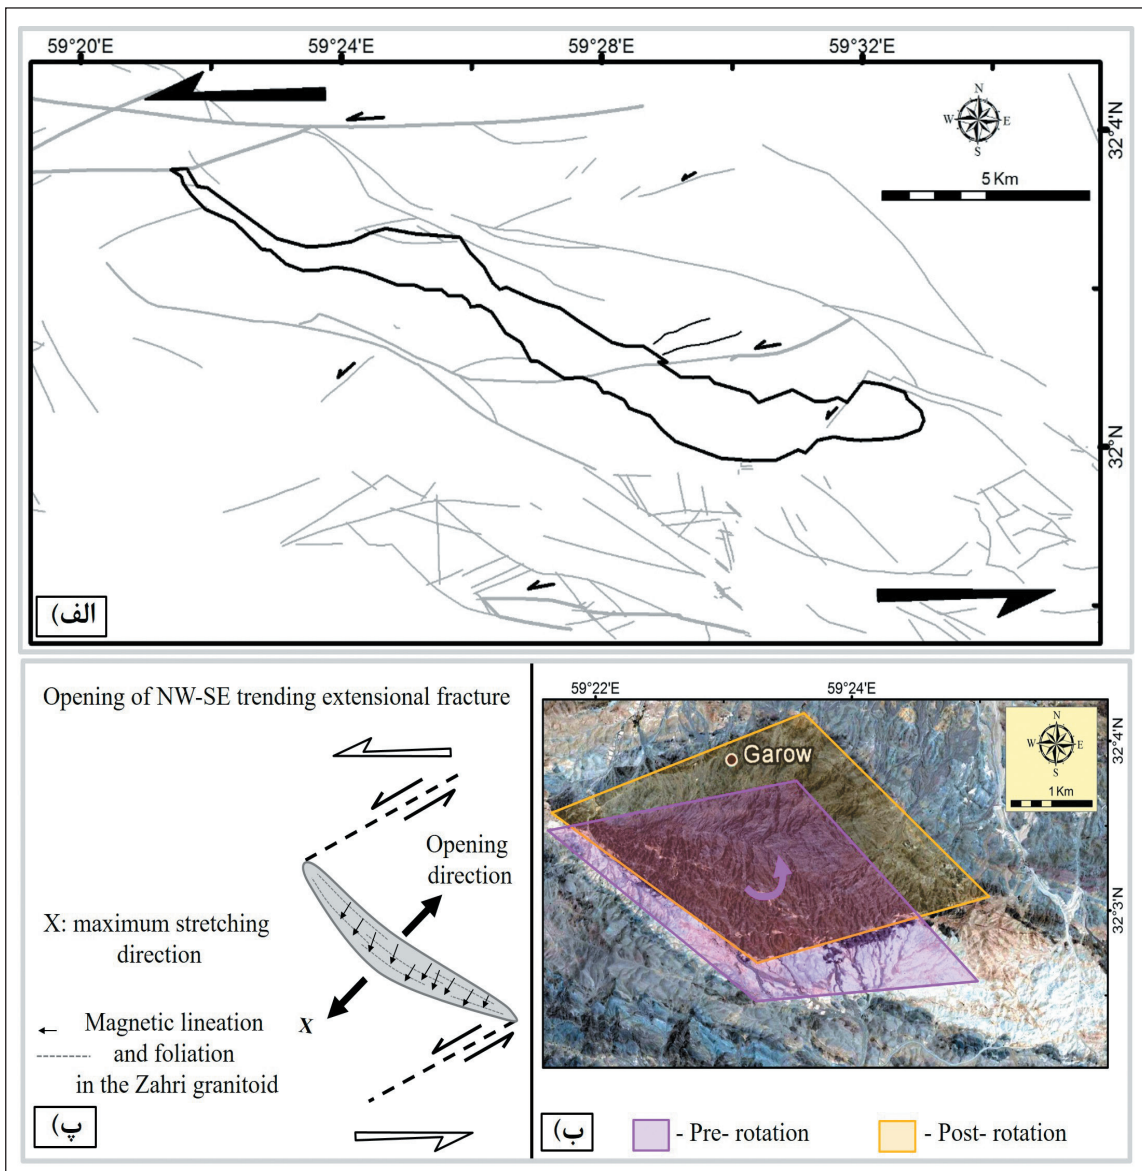 59°20'E 59°24'E 59°28'E 59°32'E
N
W E
S
5 Km
32°4'N
32°N
الف)
Opening of NW-SE trending extensional fracture
Opening
direction
X: maximum stretching
direction
X
Magnetic lineation
and foliation
in the Zahri granitoid
پ)
59°22'E 59°24'E
Garow
N
W E
S
1 Km
32°4'N
32°3'N
ب)
- Pre- rotation
- Post- rotation